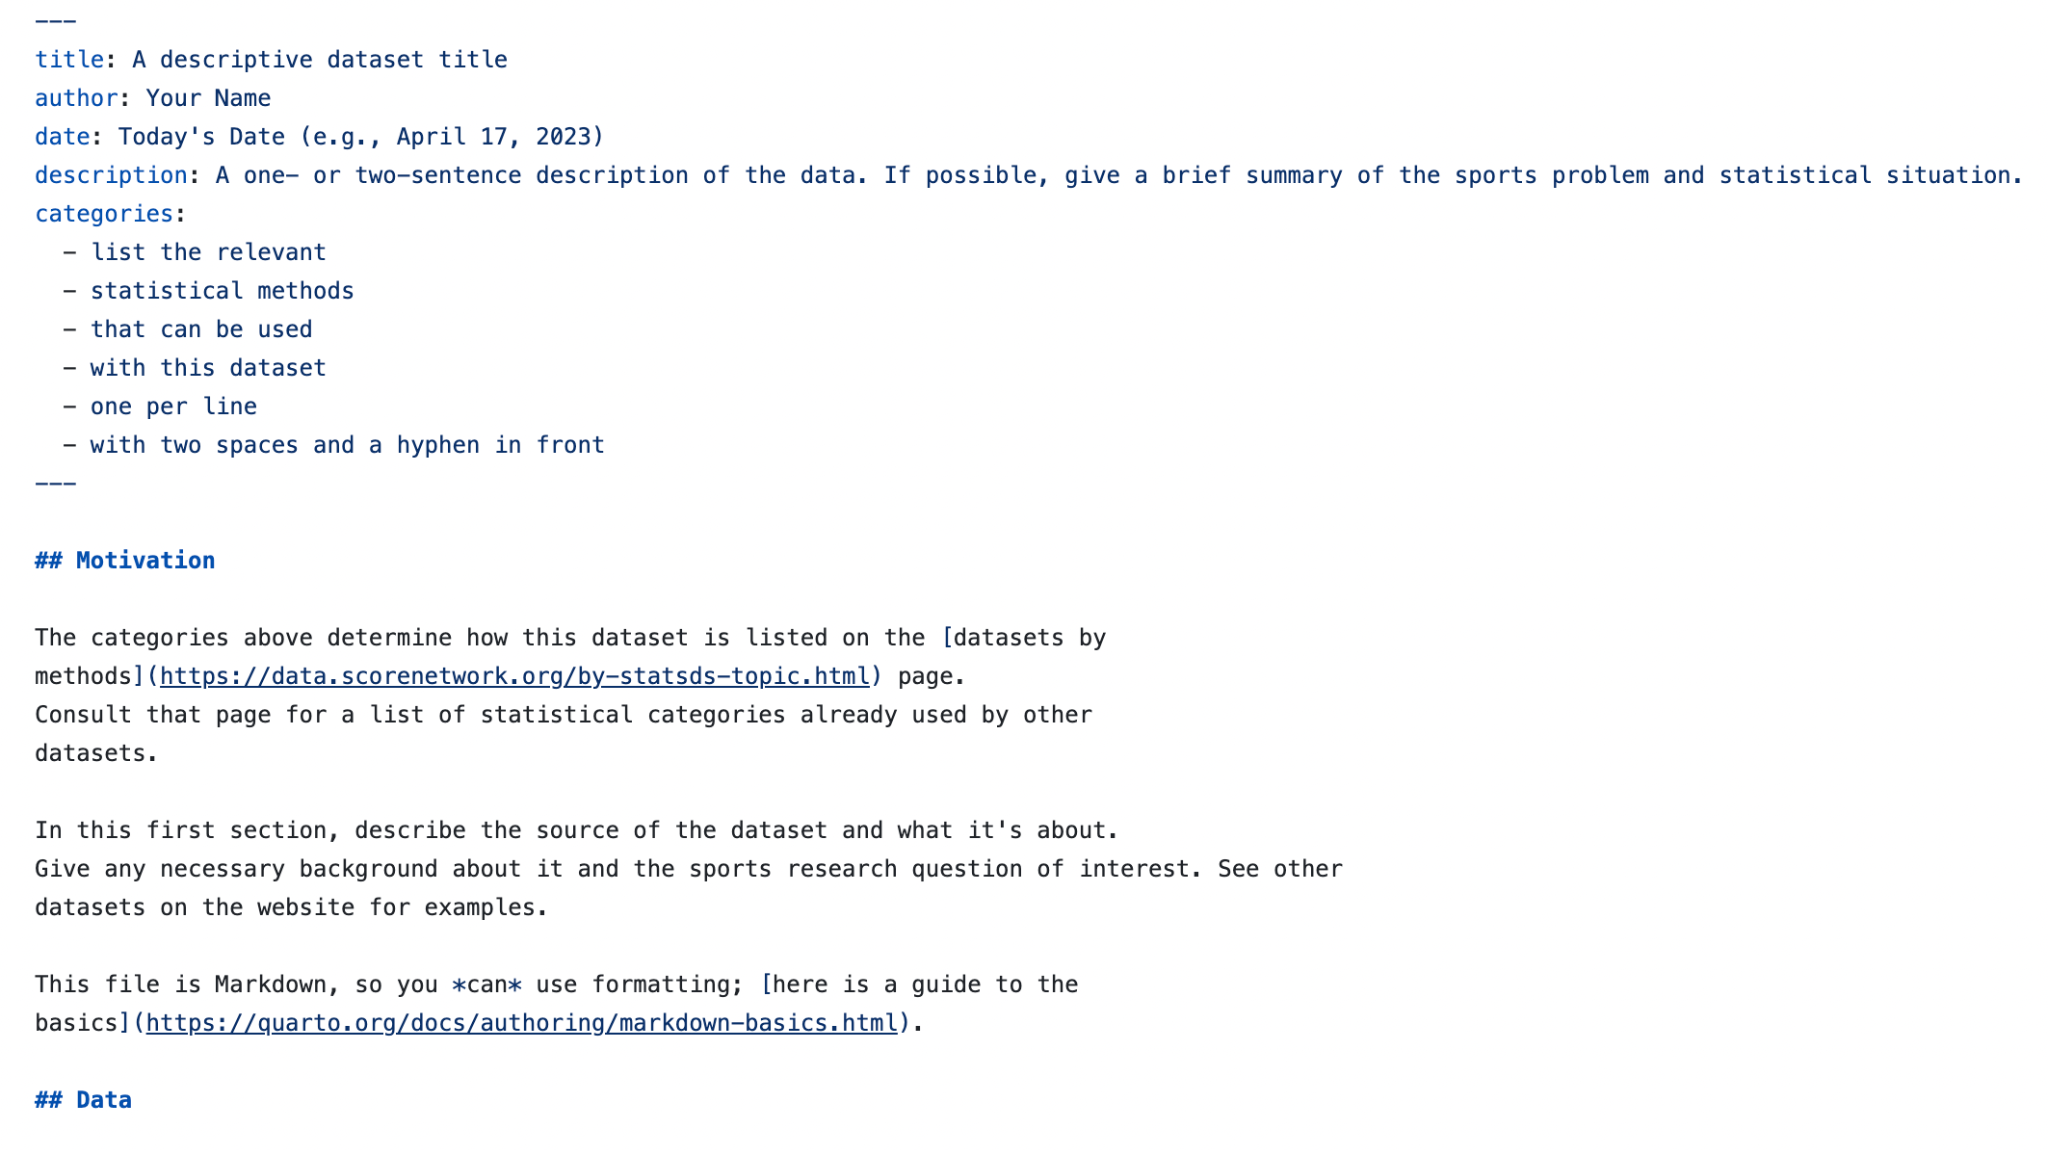 ---
title: A descriptive dataset title
author: Your Name
date: Today's Date (e.g., April 17, 2023)
description: A one- or two-sentence description of the data. If possible, give a brief summary of the sports problem and statistical situation.
categories:
  - list the relevant
  - statistical methods
  - that can be used
  - with this dataset
  - one per line
  - with two spaces and a hyphen in front
---
## Motivation
The categories above determine how this dataset is listed on the [datasets by
methods](https://data.scorenetwork.org/by-statsds-topic.html) page.
Consult that page for a list of statistical categories already used by other
datasets.
In this first section, describe the source of the dataset and what it's about.
Give any necessary background about it and the sports research question of interest. See other
datasets on the website for examples.
This file is Markdown, so you *can* use formatting; [here is a guide to the
basics](https://quarto.org/docs/authoring/markdown-basics.html).
## Data